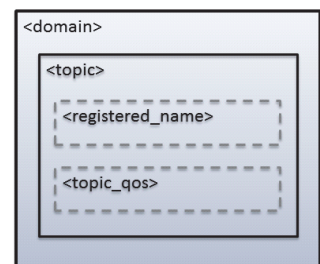 <domain>
<topic>
<registered_name>
<topic_qos>